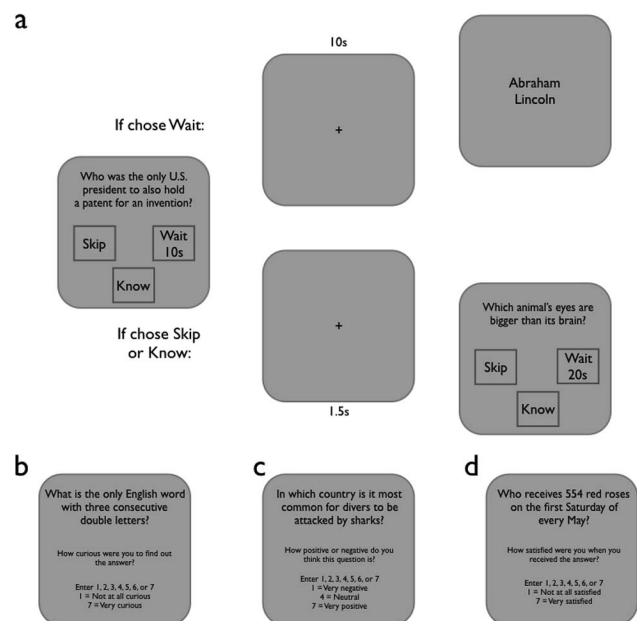 a
10s
Abraham
Lincoln
If chose Wait:
+
Who was the only U.S.
president to also hold
a patent for an invention?
Skip
Wait
10s
Know
If chose Skip
or Know:
+
1.5s
Which animal's eyes are
bigger than its brain?
Skip
Wait
20s
Know
b
What is the only English word
with three consecutive
double letters?
How curious were you to find out
the answer?
Enter 1, 2, 3, 4, 5, 6, or 7
1 = Not at all curious
7 = Very curious
c
In which country is it most
common for divers to be
attacked by sharks?
How positive or negative do you
think this question is?
Enter 1, 2, 3, 4, 5, 6, or 7
1 = Very negative
4 = Neutral
7 = Very positive
d
Who receives 554 red roses
on the first Saturday of
every May?
How satisfied were you when you
received the answer?
Enter 1, 2, 3, 4, 5, 6, or 7
1 = Not at all satisfied
7 = Very satisfied